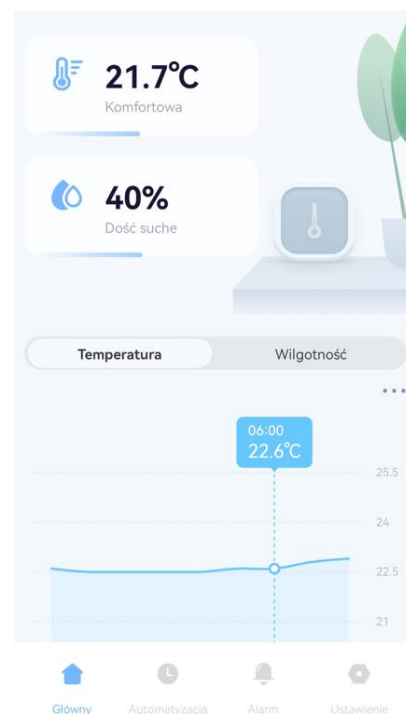 21.7°C
Komfortowa
40%
Dość suche
Temperatura Wilgotność
06:00
22.6°C
25.5
24
22.5
21
Główny Automatyzacja Alarm Ustawienie